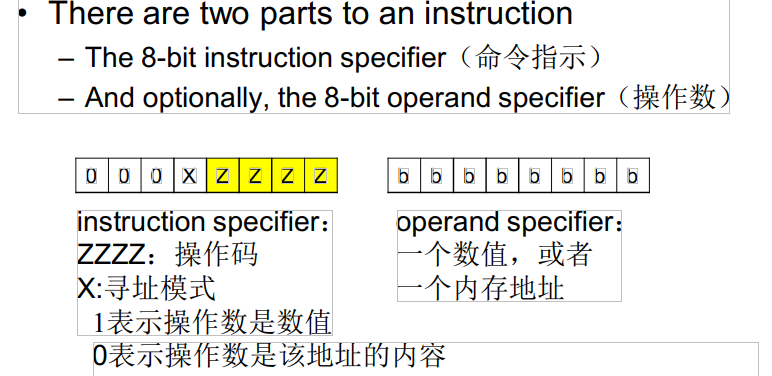 • There are two parts to an instruction
– The 8-bit instruction specifier（命令指示）
– And optionally, the 8-bit operand specifier（操作数）
0 0 0 X Z Z Z Z b b b b b b b b
instruction specifier：
ZZZZ：操作码
X:寻址模式
1表示操作数是数值
0表示操作数是该地址的内容
operand specifier：
一个数值，或者
一个内存地址